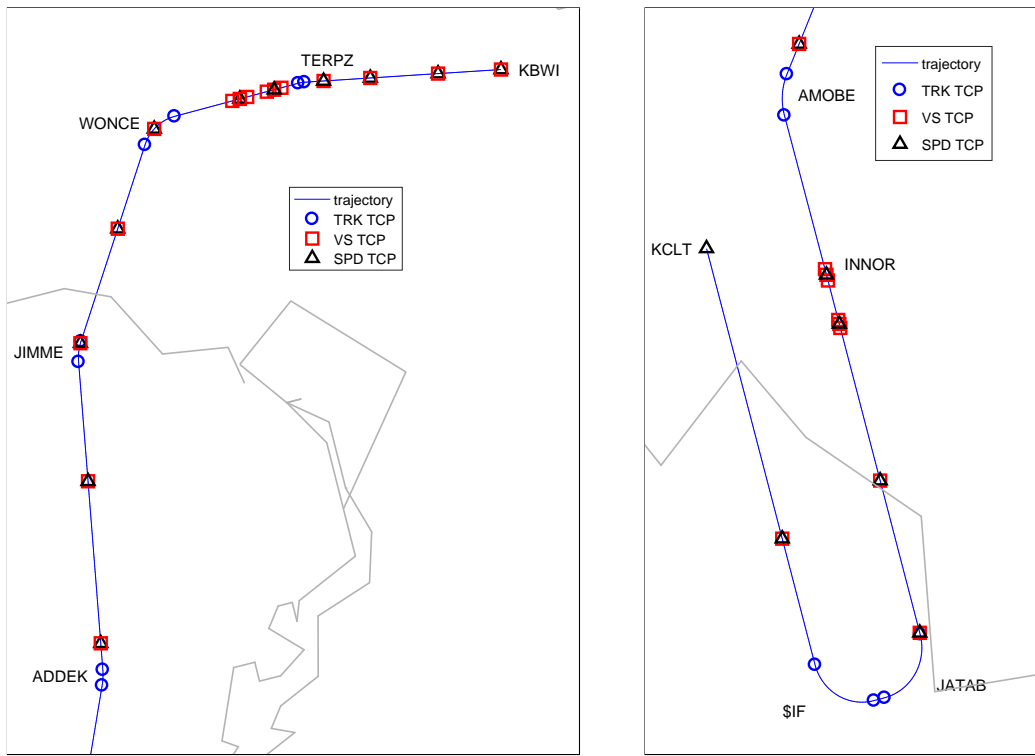 TERPZ
KBWI
WONCE
trajectory
TRK TCP
VS TCP
SPD TCP
JIMME
ADDEK
trajectory
TRK TCP
VS TCP
SPD TCP
AMOBE
KCLT
INNOR
JATAB
$IF